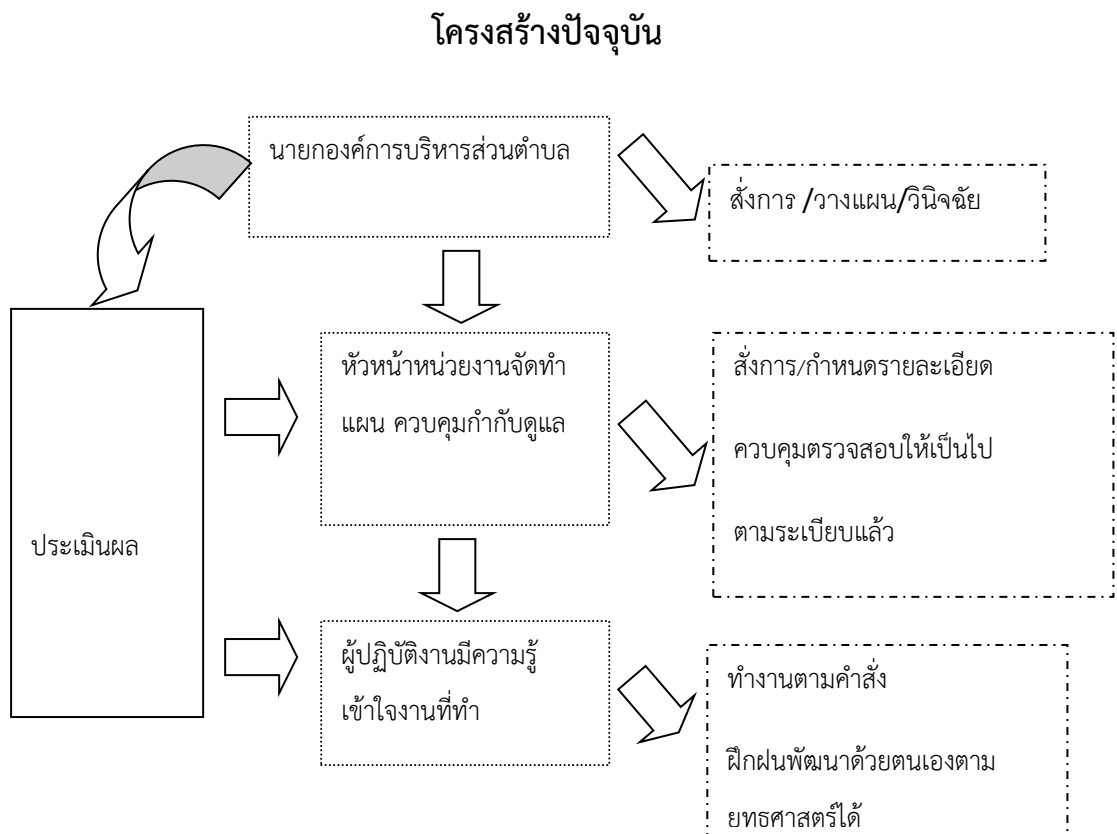 โครงสร้างปัจจุบัน
นายกองค์การบริหารส่วนตำบล
สั่งการ /วางแผน/วินิจฉัย
หัวหน้าหน่วยงานจัดทำ
แผน ควบคุมกำกับดูแล
สั่งการ/กำหนดรายละเอียด
ควบคุมตรวจสอบให้เป็นไป
ตามระเบียบแล้ว
ประเมินผล
ผู้ปฏิบัติงานมีความรู้
เข้าใจงานที่ทำ
ทำงานตามคำสั่ง
ฝึกฝนพัฒนาด้วยตนเองตาม
ยุทธศาสตร์ได้